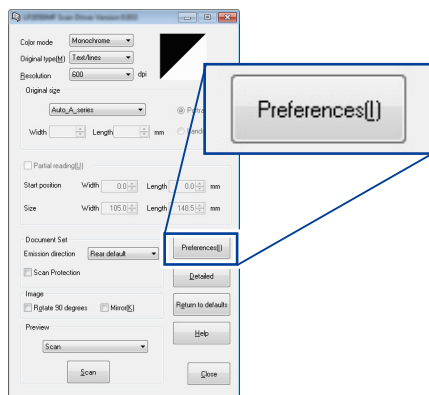 Scan Driver Version
Color mode Monochrome
Original type(M) Text/lines
Resolution 600 dpi
Original size
Auto_A_series
Width Length mm
Partial reading(U)
Start position Width 0.0 Length 0.0 mm
Size Width 105.0 Length 148.5 mm
Document Set
Emission direction Rear default
Scan Protection
Image
Rotate 90 degrees Mirror(K)
Preview
Scan
Scan
Preferences(I)
Detailed
Return to defaults
Help
Close
Preferences(I)